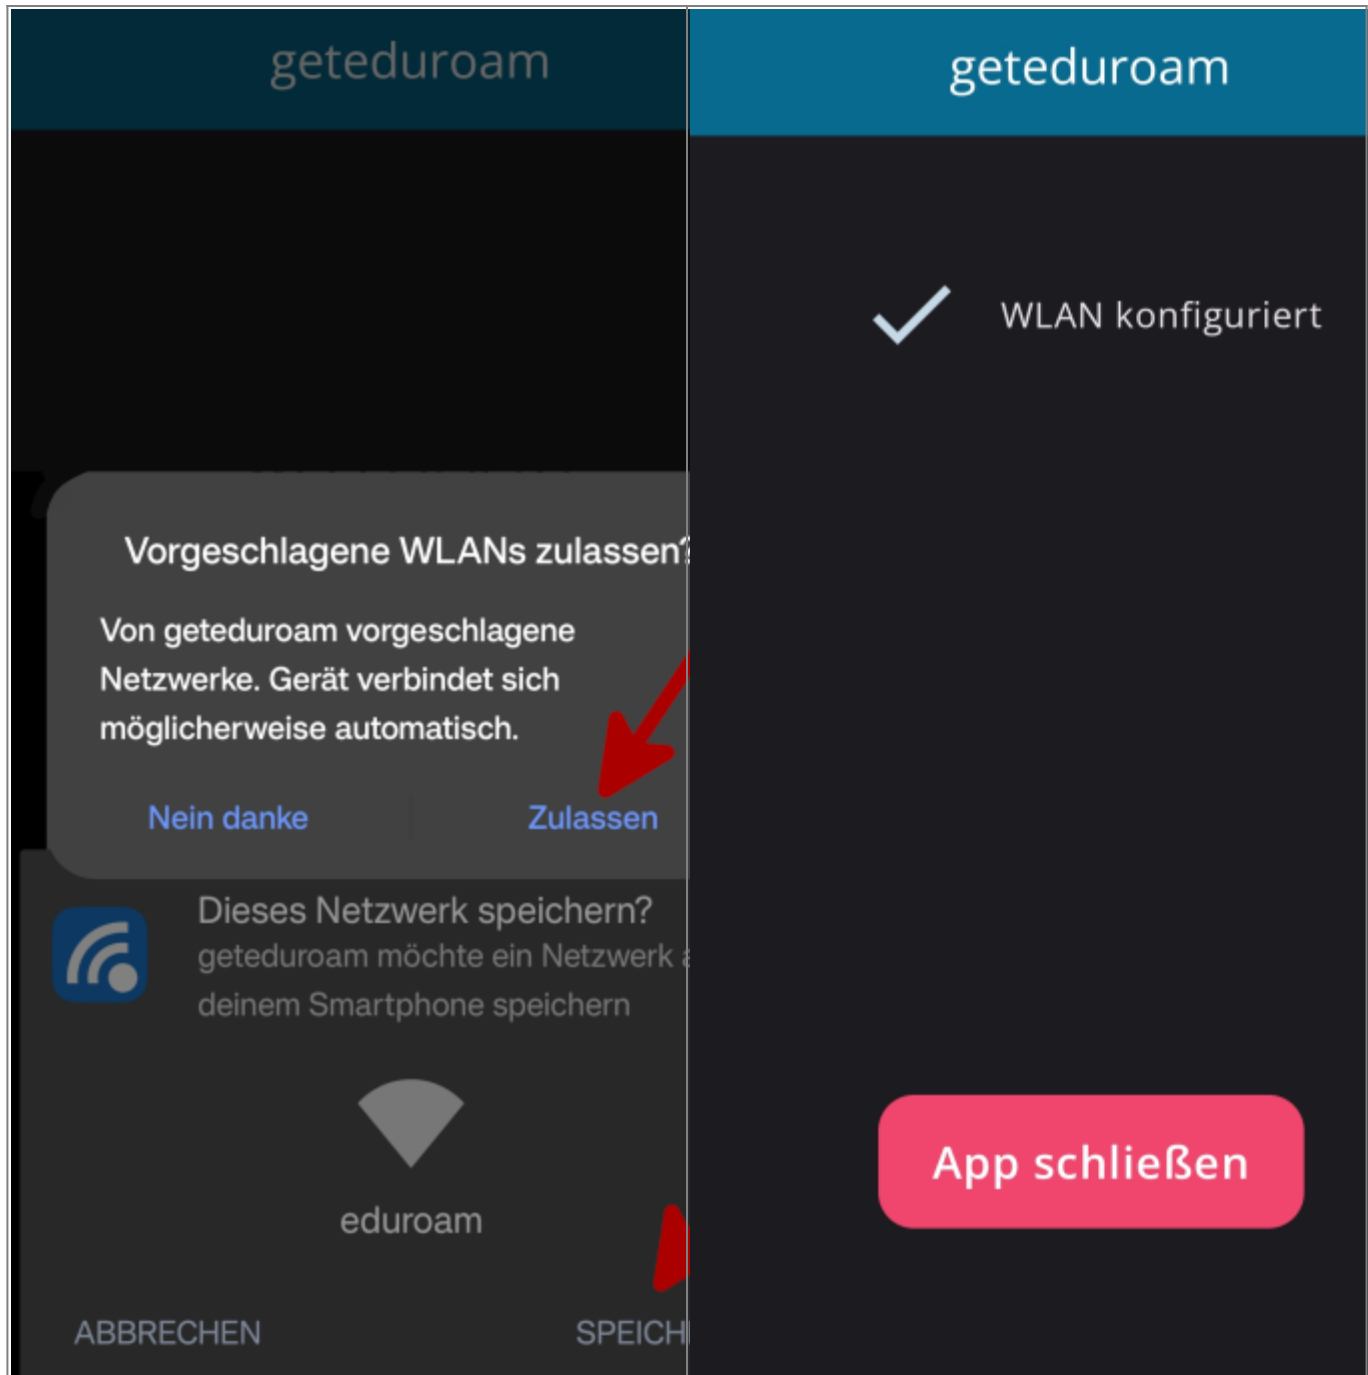 geteduroam
Vorgeschlagene WLANs zulassen?
Von geteduroam vorgeschlagene
Netzwerke. Gerät verbindet sich
möglicherweise automatisch.
Nein danke
Zulassen
Dieses Netzwerk speichern?
geteduroam möchte ein Netzwerk
deinem Smartphone speichern
eduroam
ABBRECHEN
SPEICH
geteduroam
WLAN konfiguriert
App schließen